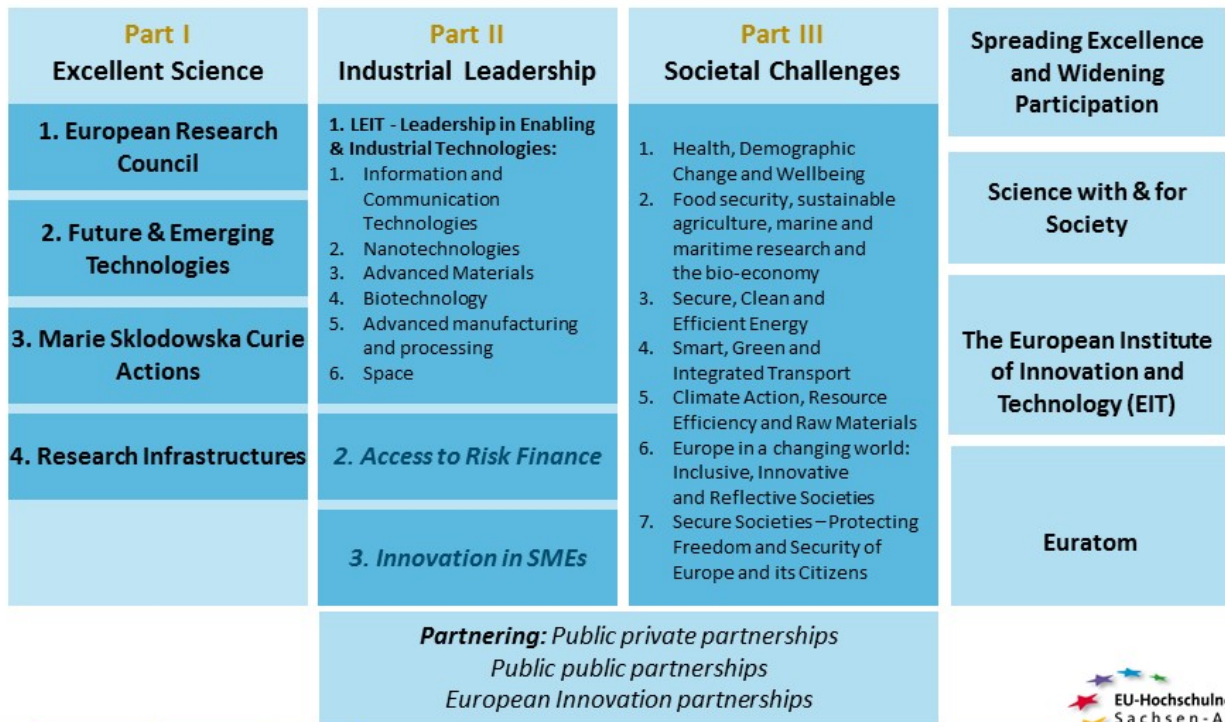 Part I
Excellent Science
1. European Research
Council
2. Future & Emerging
Technologies
3. Marie Sklodowska Curie
Actions
4. Research Infrastructures
Part II
Industrial Leadership
1. LEIT - Leadership in Enabling
& Industrial Technologies:
1. Information and
Communication
Technologies
2. Nanotechnologies
3. Advanced Materials
4. Biotechnology
5. Advanced manufacturing
and processing
6. Space
2. Access to Risk Finance
3. Innovation in SMEs
Part III
Societal Challenges
1. Health, Demographic
Change and Wellbeing
2. Food security, sustainable
agriculture, marine and
maritime research and
the bio-economy
3. Secure, Clean and
Efficient Energy
4. Smart, Green and
Integrated Transport
5. Climate Action, Resource
Efficiency and Raw Materials
6. Europe in a changing world:
Inclusive, Innovative
and Reflective Societies
7. Secure Societies – Protecting
Freedom and Security of
Europe and its Citizens
Spreading Excellence
and Widening
Participation
Science with & for
Society
The European Institute
of Innovation and
Technology (EIT)
Euratom
Partnering: Public private partnerships
Public public partnerships
European Innovation partnerships